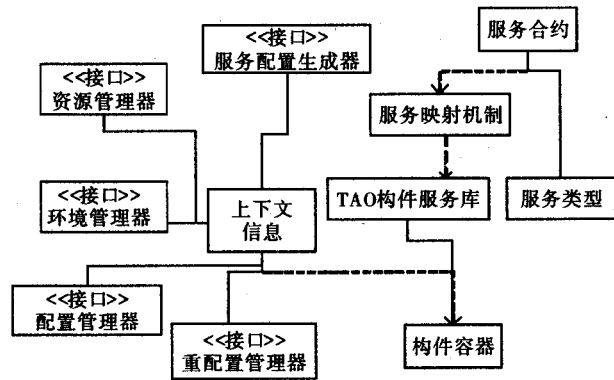 <<接口>>
服务配置生成器
服务合约
<<接口>>
资源管理器
服务映射机制
<<接口>>
环境管理器
上下文
信息
TAO构件服务库
服务类型
<<接口>>
配置管理器
<<接口>>
重配置管理器
构件容器